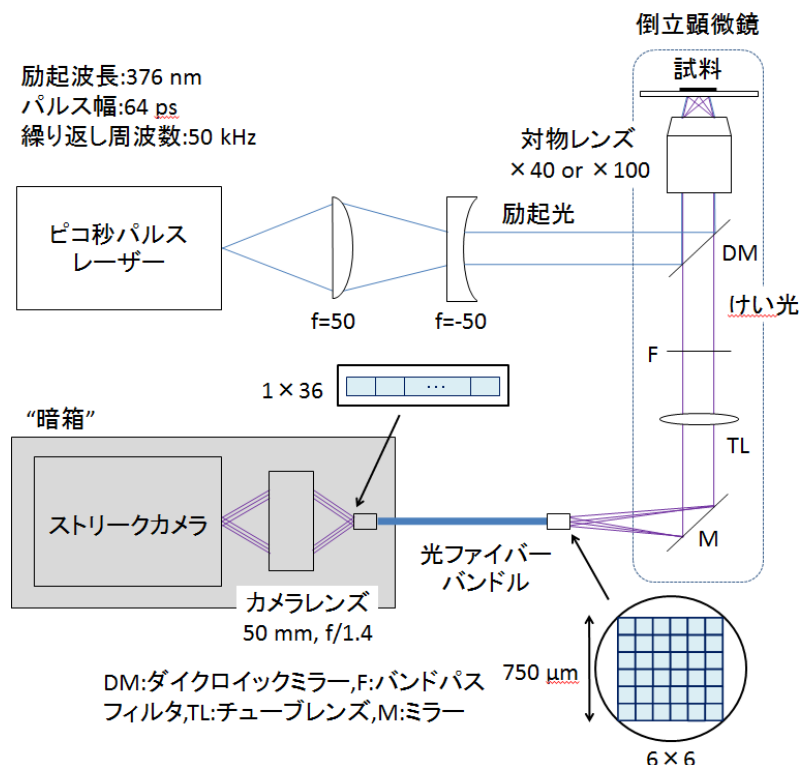 倒立顕微鏡
励起波長:376 nm
パルス幅:64 ps
繰り返し周波数:50 kHz
試料
対物レンズ
×40 or ×100
ピコ秒パルス
レーザー
励起光
DM
f=50
f=-50
けい光
F
1×36
…
“暗箱”
TL
ストリークカメラ
光ファイバー
バンドル
M
カメラレンズ
50 mm, f/1.4
750 μm
DM:ダイクロイックミラー,F:バンドパス
フィルタ,TL:チューブレンズ,M:ミラー
6×6